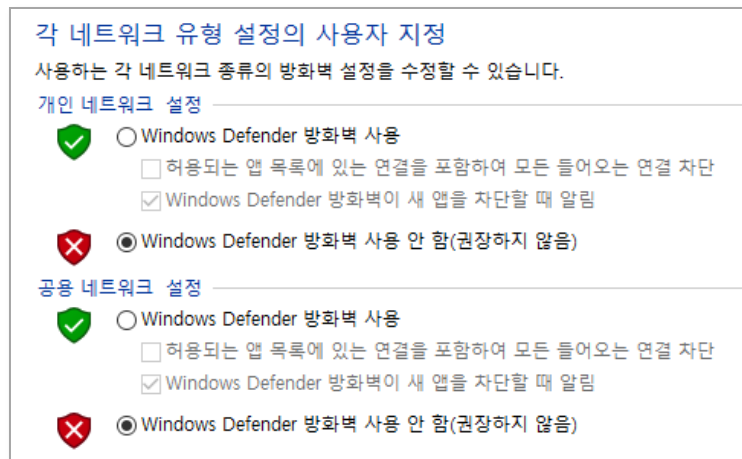 각 네트워크 유형 설정의 사용자 지정
사용하는 각 네트워크 종류의 방화벽 설정을 수정할 수 있습니다.
개인 네트워크 설정
Windows Defender 방화벽 사용
허용되는 앱 목록에 있는 연결을 포함하여 모든 들어오는 연결 차단
Windows Defender 방화벽이 새 앱을 차단할 때 알림
Windows Defender 방화벽 사용 안 함(권장하지 않음)
공용 네트워크 설정
Windows Defender 방화벽 사용
허용되는 앱 목록에 있는 연결을 포함하여 모든 들어오는 연결 차단
Windows Defender 방화벽이 새 앱을 차단할 때 알림
Windows Defender 방화벽 사용 안 함(권장하지 않음)